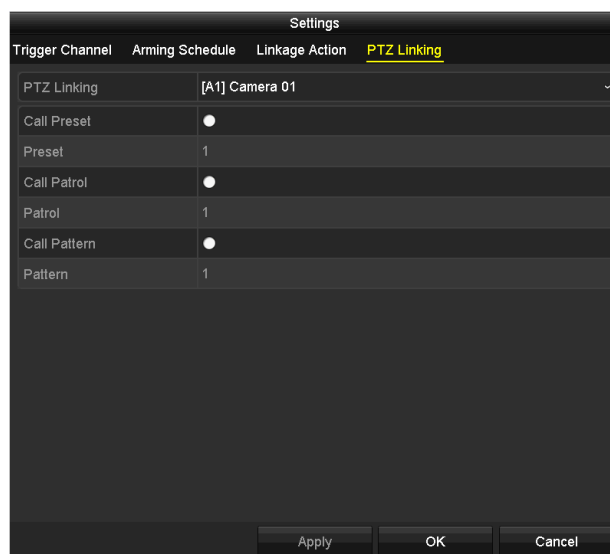 Settings
Trigger Channel Arming Schedule Linkage Action PTZ Linking
PTZ Linking [A1] Camera 01
Call Preset
Preset 1
Call Patrol
Patrol 1
Call Pattern
Pattern 1
Apply OK Cancel